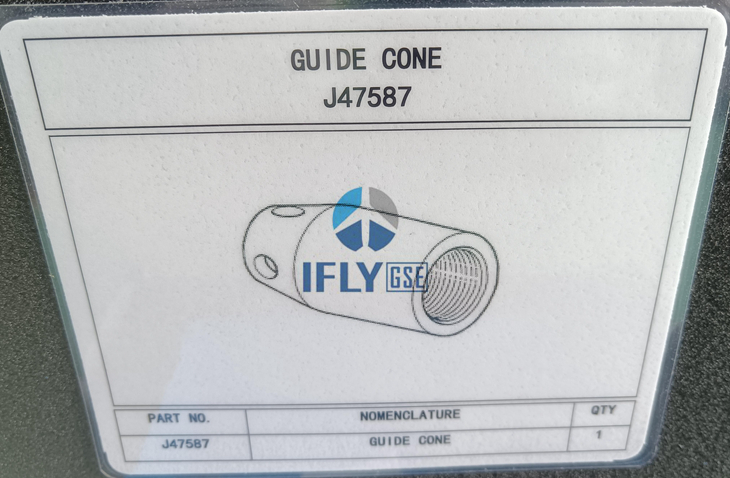 GUIDE CONE
J47587
IFLY GSE
PART NO. NOMENCLATURE QTY
J47587 GUIDE CONE 1